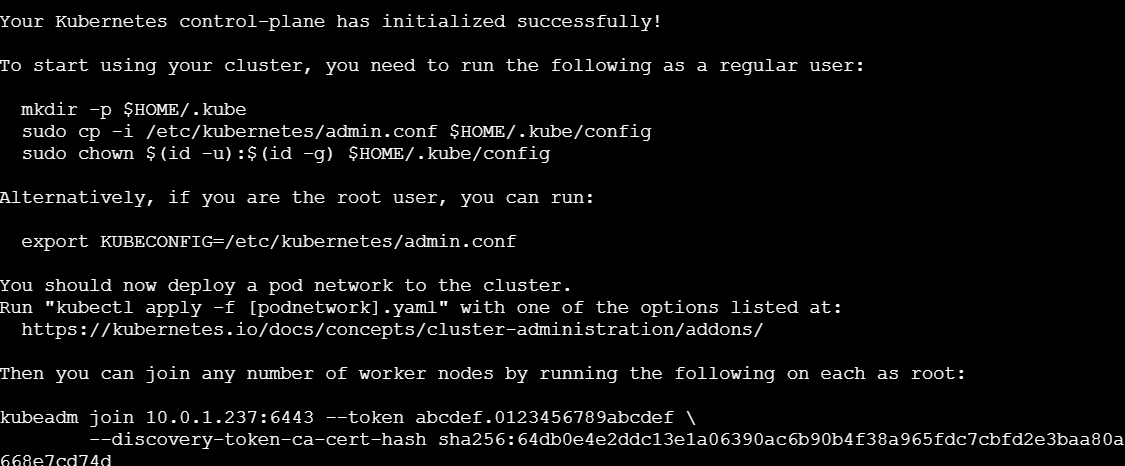 Your Kubernetes control-plane has initialized successfully!
To start using your cluster, you need to run the following as a regular user:
mkdir -p $HOME/.kube
sudo cp -i /etc/kubernetes/admin.conf $HOME/.kube/config
sudo chown $(id -u):$(id -g) $HOME/.kube/config
Alternatively, if you are the root user, you can run:
export KUBECONFIG=/etc/kubernetes/admin.conf
You should now deploy a pod network to the cluster.
Run "kubectl apply -f [podnetwork].yaml" with one of the options listed at:
https://kubernetes.io/docs/concepts/cluster-administration/addons/
Then you can join any number of worker nodes by running the following on each as root:
kubeadm join 10.0.1.237:6443 --token abcdef.0123456789abcdef \
--discovery-token-ca-cert-hash sha256:64db0e4e2ddc13e1a06390ac6b90b4f38a965fdc7cbfd2e3baa80a
668e7cd74d